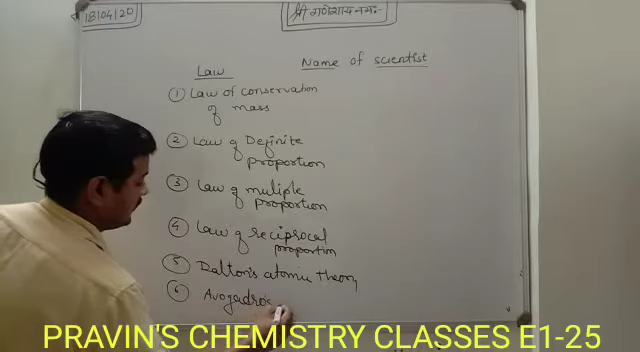 18/04/20
श्री गणेशाय नमः-
Law
Name of scientist
① Law of conservation
of mass
② Law of Definite
proportion
③ Law of muliple
proportion
④ Law of reciprocal
proportion
⑤ Dalton's atomic theory
⑥ Avogadro's
PRAVIN'S CHEMISTRY CLASSES E1-25